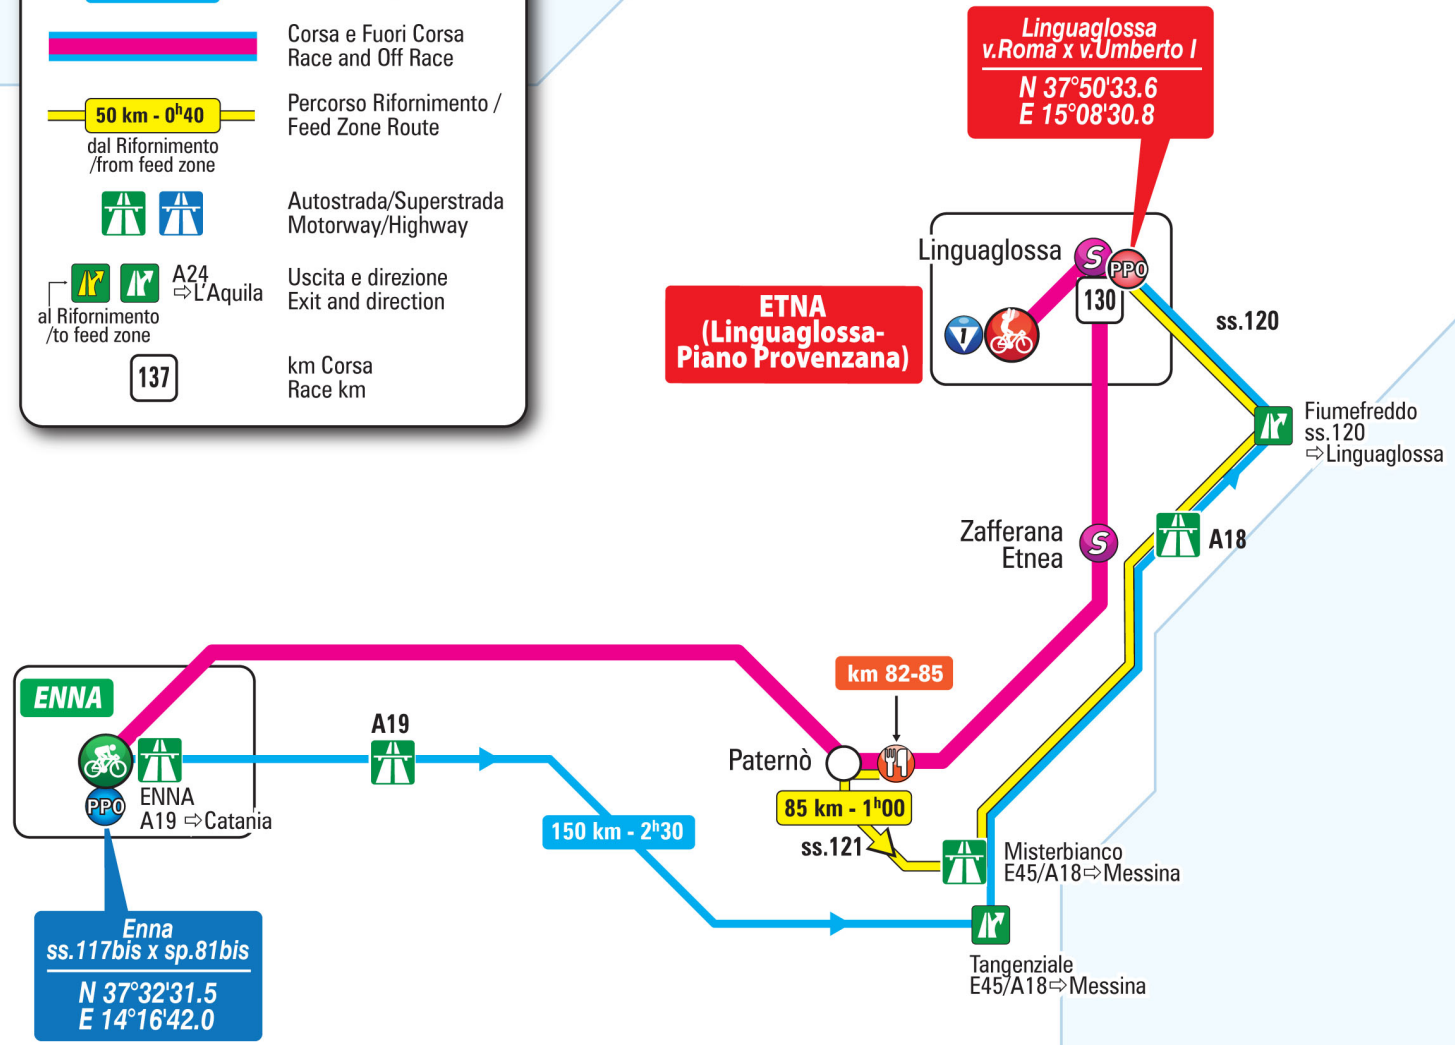 Corsa e Fuori Corsa
Race and Off Race
50 km - 0h40
dal Rifornimento
/from feed zone
Percorso Rifornimento /
Feed Zone Route
Autostrada/Superstrada
Motorway/Highway
A24
⇨L'Aquila
al Rifornimento
/to feed zone
Uscita e direzione
Exit and direction
137
km Corsa
Race km
Linguaglossa
v.Roma x v.Umberto I
N 37°50'33.6
E 15°08'30.8
Linguaglossa
S
PPO
130
1
ETNA
(Linguaglossa-
Piano Provenzana)
ss.120
Fiumefreddo
ss.120
⇨Linguaglossa
A18
Zafferana
Etnea
S
km 82-85
Paternò
85 km - 1h00
ss.121
Misterbianco
E45/A18⇨Messina
Tangenziale
E45/A18⇨Messina
ENNA
A19
PPO
ENNA
A19 ⇨Catania
150 km - 2h30
Enna
ss.117bis x sp.81bis
N 37°32'31.5
E 14°16'42.0